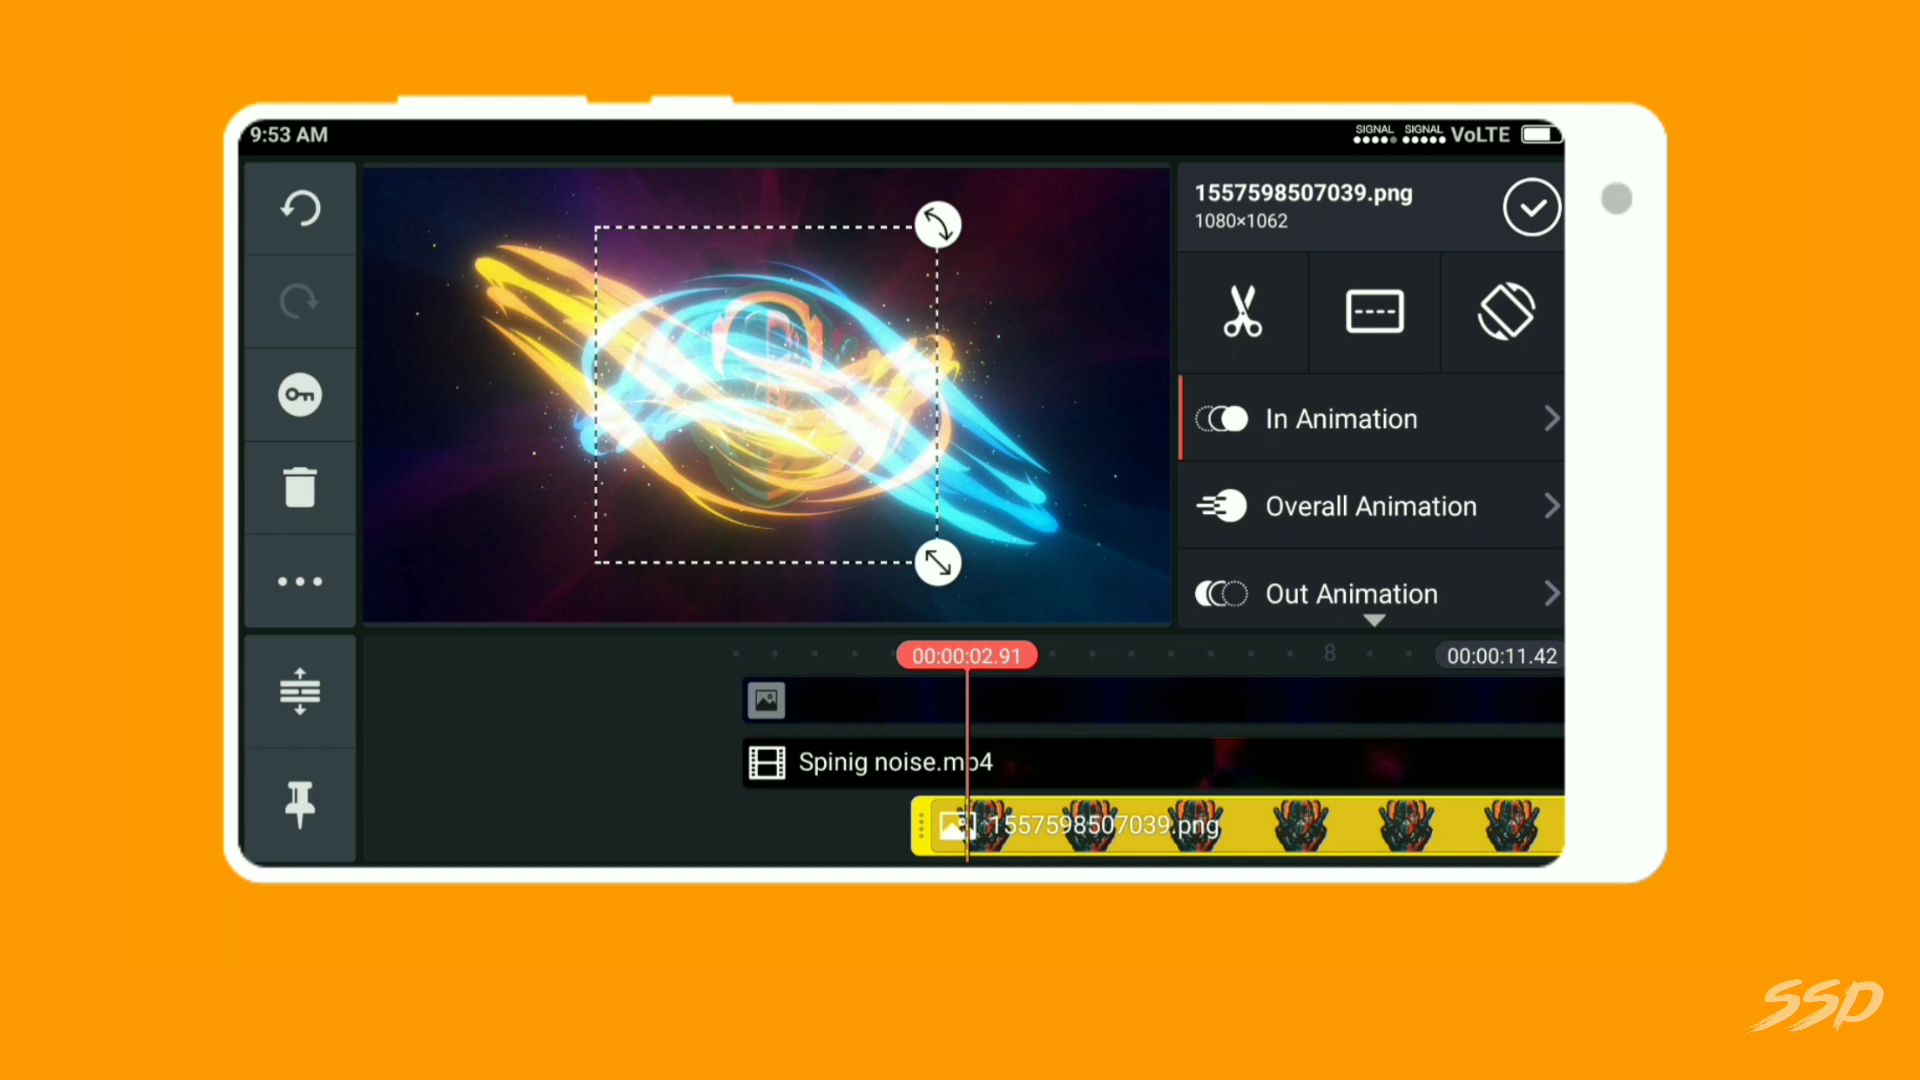 9:53 AM
SIGNAL SIGNAL VoLTE
1557598507039.png
1080×1062
In Animation
Overall Animation
Out Animation
00:00:02.91
8
00:00:11.42
Spinig noise.mp4
1557598507039.png
SSD